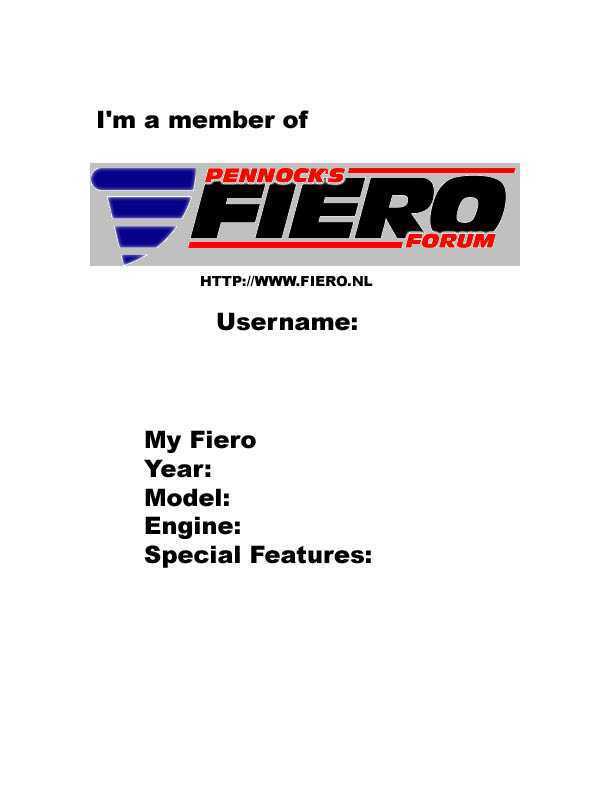 I'm a member of
PENNOCK'S
FIERO
FORUM
HTTP://WWW.FIERO.NL
Username:
My Fiero
Year:
Model:
Engine:
Special Features: